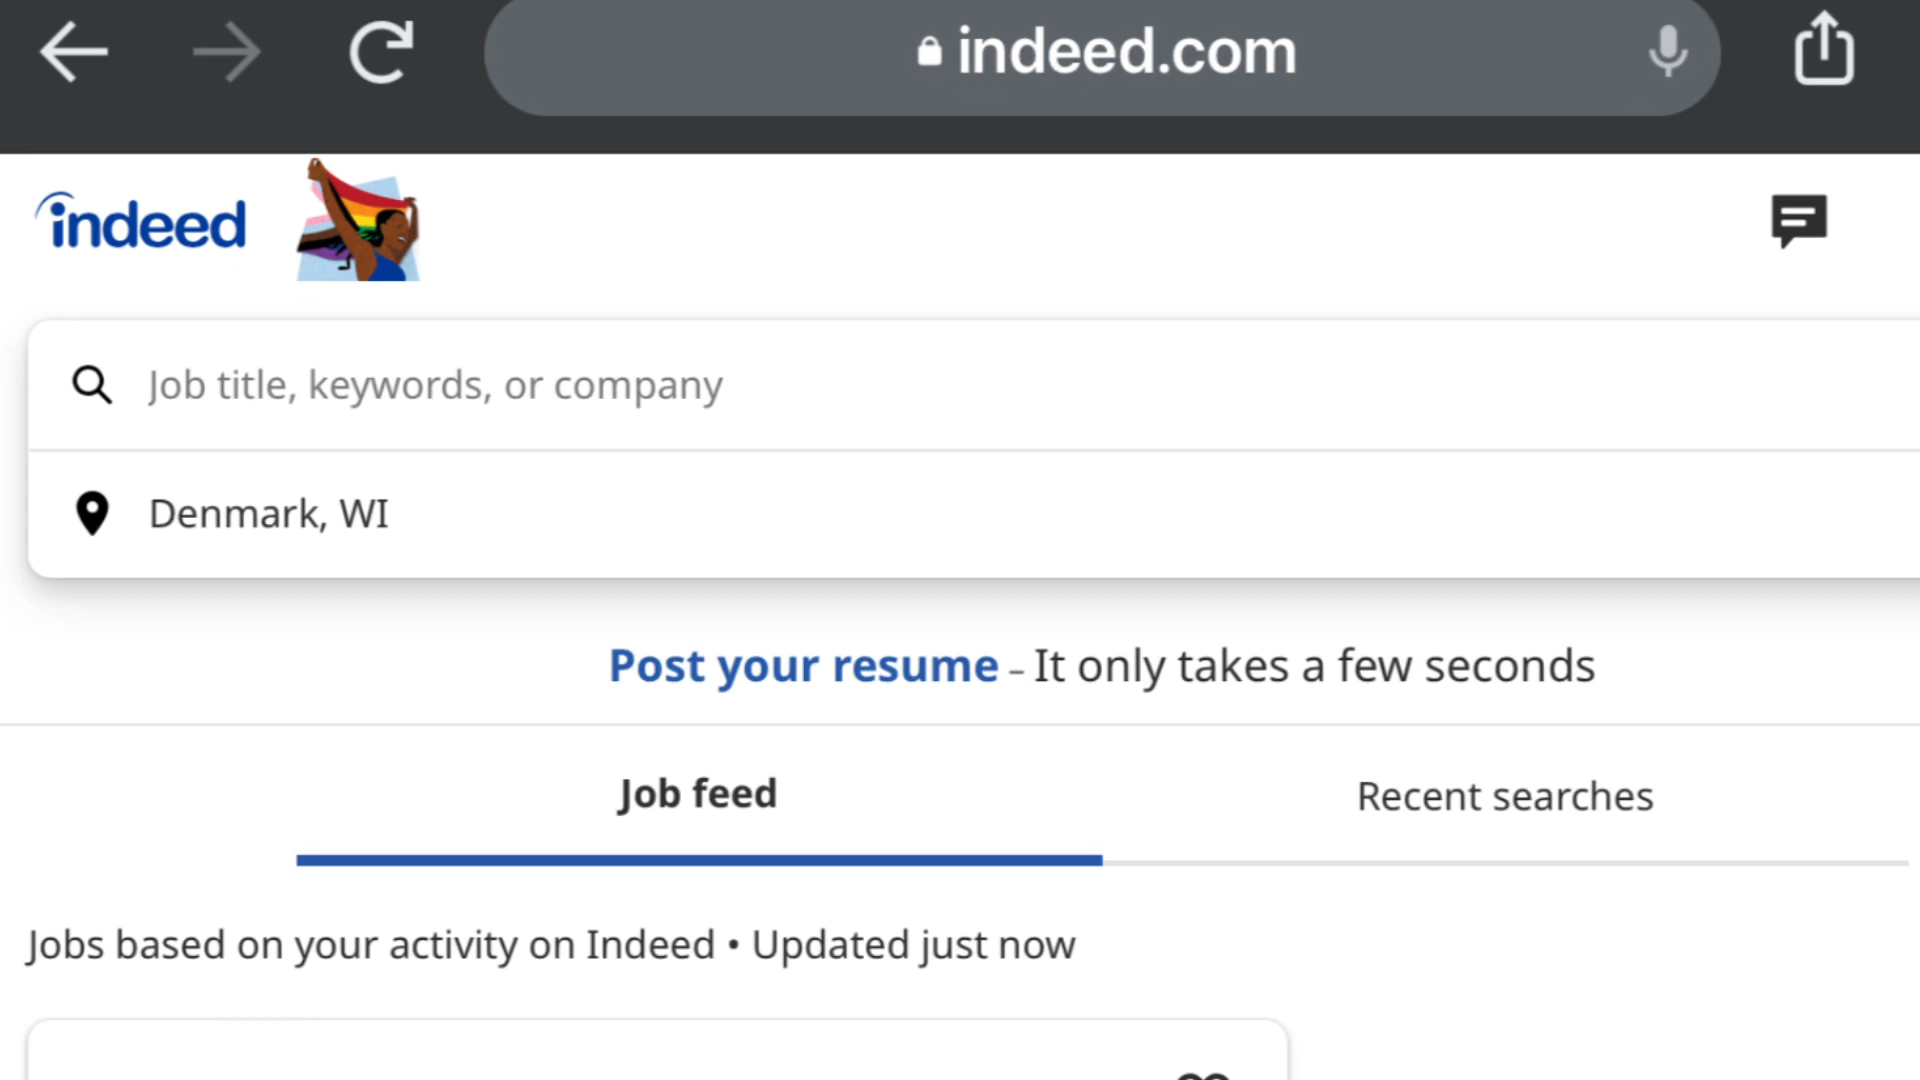 indeed.com
indeed
Job title, keywords, or company
Denmark, WI
Post your resume – It only takes a few seconds
Job feed
Recent searches
Jobs based on your activity on Indeed • Updated just now